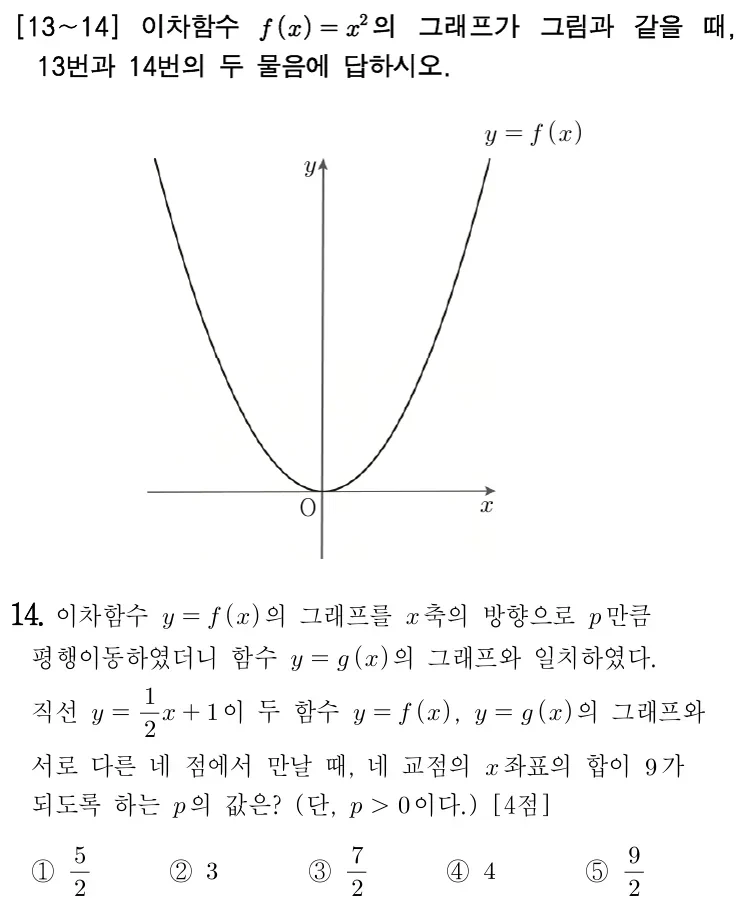 [13~14] 이차함수 f(x)=x²의 그래프가 그림과 같을 때,
13번과 14번의 두 물음에 답하시오.
y=f(x)
y
O
x
14. 이차함수 y=f(x)의 그래프를 x축의 방향으로 p만큼
평행이동하였더니 함수 y=g(x)의 그래프와 일치하였다.
직선 y=1/2x+1이 두 함수 y=f(x), y=g(x)의 그래프와
서로 다른 네 점에서 만날 때, 네 교점의 x좌표의 합이 9가
되도록 하는 p의 값은? (단, p>0이다.) [4점]
① 5/2 ② 3 ③ 7/2 ④ 4 ⑤ 9/2